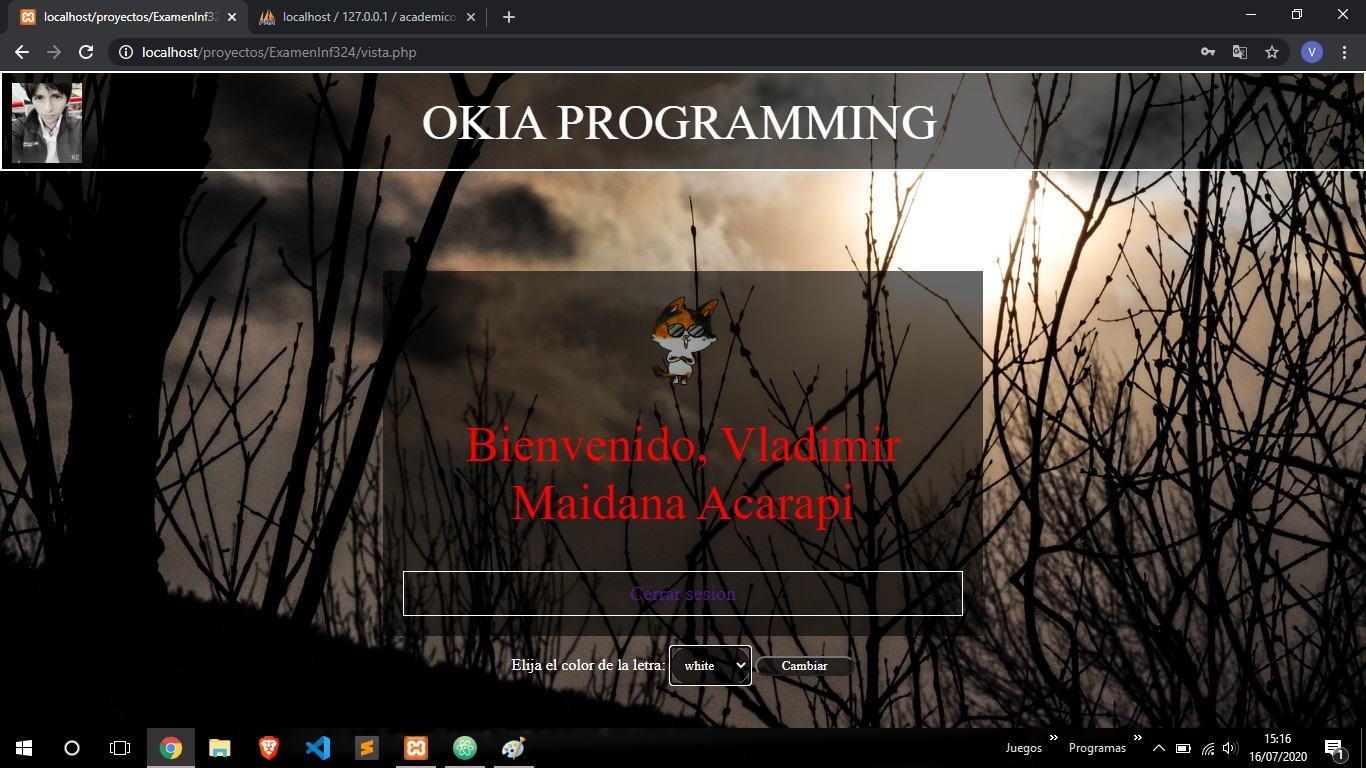 localhost/proyectos/ExamenInf32
localhost / 127.0.0.1 / academico
localhost/proyectos/ExamenInf324/vista.php
V
OKIA PROGRAMMING
Bienvenido, Vladimir
Maidana Acarapi
Cerrar sesion
Elija el color de la letra: white Cambiar
Juegos » Programas » 15:16
16/07/2020
1